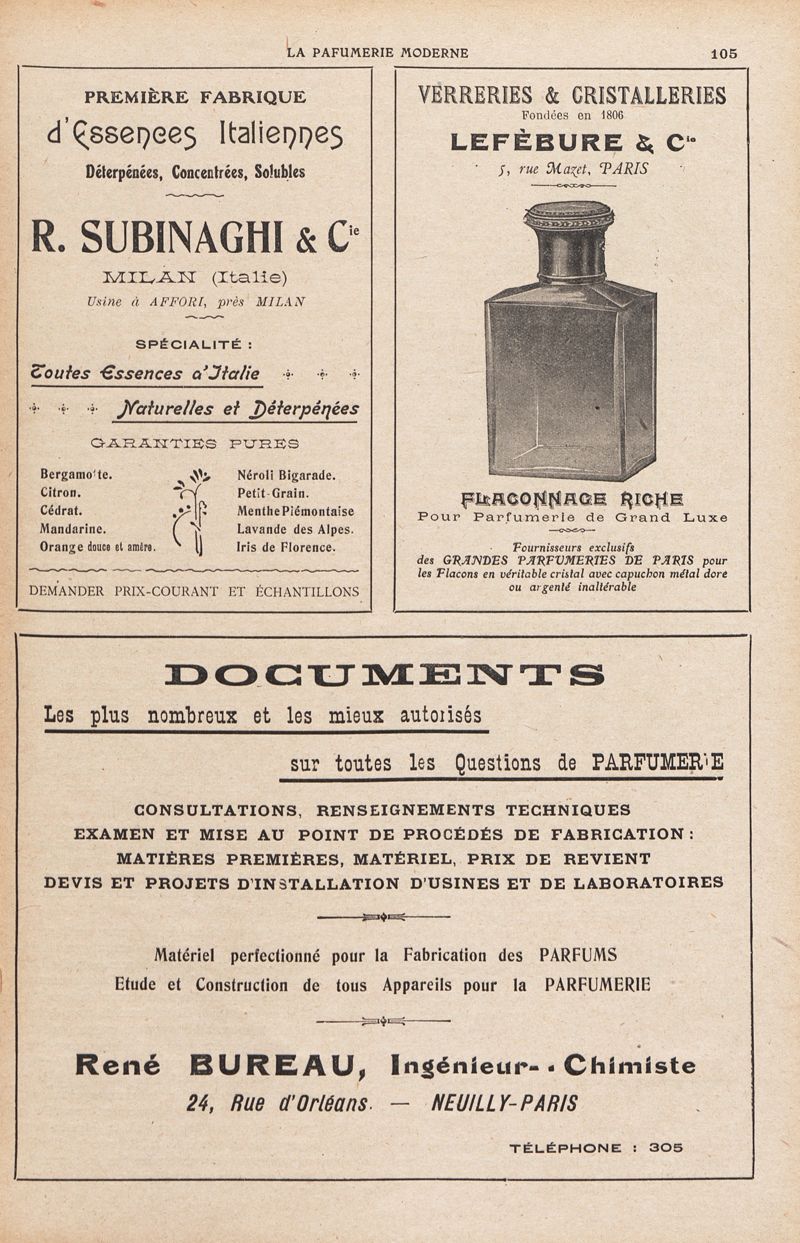 LA PAFUMERIE MODERNE
105
PREMIÈRE FABRIQUE
d'Essences Italiennes
Déterpénées, Concentrées, Solubles
R. SUBINAGHI & Cie
MILAN (Italie)
Usine à AFFORI, près MILAN
SPÉCIALITÉ :
Toutes Essences d'Italie
Naturelles et Déterpénées
GARANTIES PURES
Bergamotte.
Citron.
Cédrat.
Mandarine.
Orange douce et amère.
Néroli Bigarade.
Petit-Grain.
Menthe Piémontaise
Lavande des Alpes.
Iris de Florence.
DEMANDER PRIX-COURANT ET ÉCHANTILLONS
VERRERIES & CRISTALLERIES
Fondées en 1806
LEFÈBURE & Cie
5, rue Mazet, PARIS
FLACONNAGE RICHE
Pour Parfumerie de Grand Luxe
Fournisseurs exclusifs
des GRANDES PARFUMERIES DE PARIS pour
les Flacons en véritable cristal avec capuchon métal doré
ou argenté inaltérable
DOCUMENTS
Les plus nombreux et les mieux autorisés
sur toutes les Questions de PARFUMERIE
CONSULTATIONS, RENSEIGNEMENTS TECHNIQUES
EXAMEN ET MISE AU POINT DE PROCÉDÉS DE FABRICATION :
MATIÈRES PREMIÈRES, MATÉRIEL, PRIX DE REVIENT
DEVIS ET PROJETS D'INSTALLATION D'USINES ET DE LABORATOIRES
Matériel perfectionné pour la Fabrication des PARFUMS
Etude et Construction de tous Appareils pour la PARFUMERIE
René BUREAU, Ingénieur-Chimiste
24, Rue d'Orléans. — NEUILLY-PARIS
TÉLÉPHONE : 305